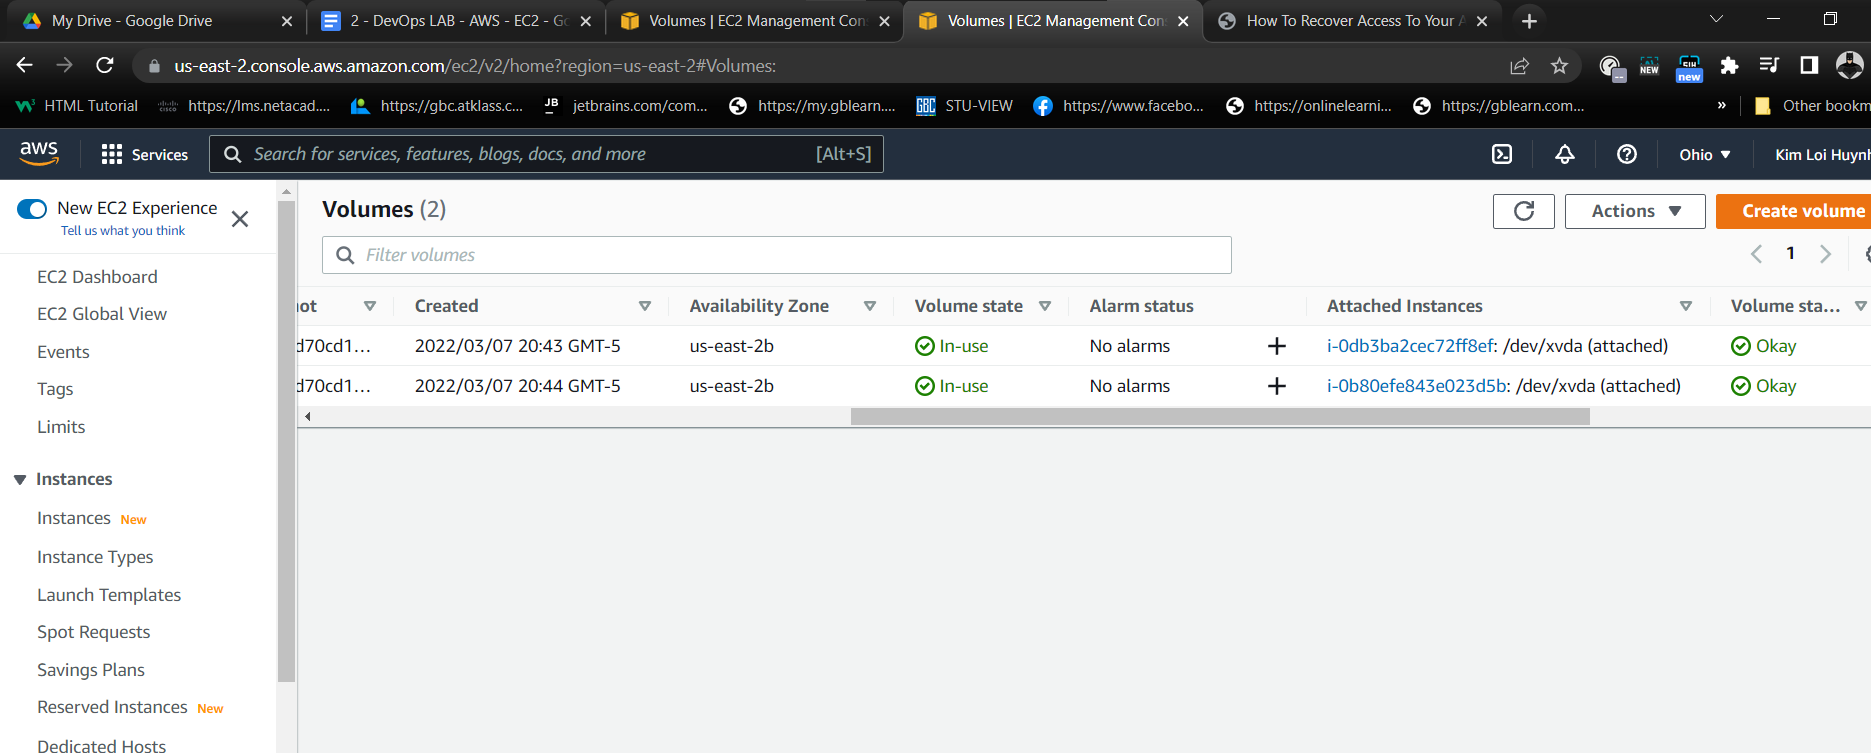 My Drive - Google Drive
2 - DevOps LAB - AWS - EC2 - Go
Volumes | EC2 Management Con
Volumes | EC2 Management Cons
How To Recover Access To Your A
us-east-2.console.aws.amazon.com/ec2/v2/home?region=us-east-2#Volumes:
NEW
new
HTML Tutorial
cisco
https://lms.netacad....
https://gbc.atklass.c...
JB
jetbrains.com/com...
https://my.gblearn....
GBC
STU-VIEW
https://www.facebo...
https://onlinelearni...
https://gblearn.com...
»
Other bookm
aws
Services
Search for services, features, blogs, docs, and more
[Alt+S]
Ohio
Kim Loi Huynh
New EC2 Experience
Tell us what you think
EC2 Dashboard
EC2 Global View
Events
Tags
Limits
Instances
Instances New
Instance Types
Launch Templates
Spot Requests
Savings Plans
Reserved Instances New
Dedicated Hosts
Volumes (2)
Actions
Create volume
Filter volumes
1
ot Created Availability Zone Volume state Alarm status Attached Instances Volume sta...
d70cd1... 2022/03/07 20:43 GMT-5 us-east-2b In-use No alarms + i-0db3ba2cec72ff8ef: /dev/xvda (attached) Okay
d70cd1... 2022/03/07 20:44 GMT-5 us-east-2b In-use No alarms + i-0b80efe843e023d5b: /dev/xvda (attached) Okay